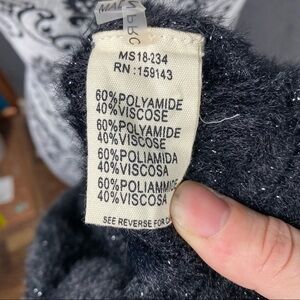 MS18-234
RN :159143
60%POLYAMIDE
40%VISCOSE
60%POLYAMIDE
40%VISCOSE
60%POLIAMIDA
40%VISCOSA
60%POLIAMMIDE
40%VISCOSA
SEE REVERSE FOR